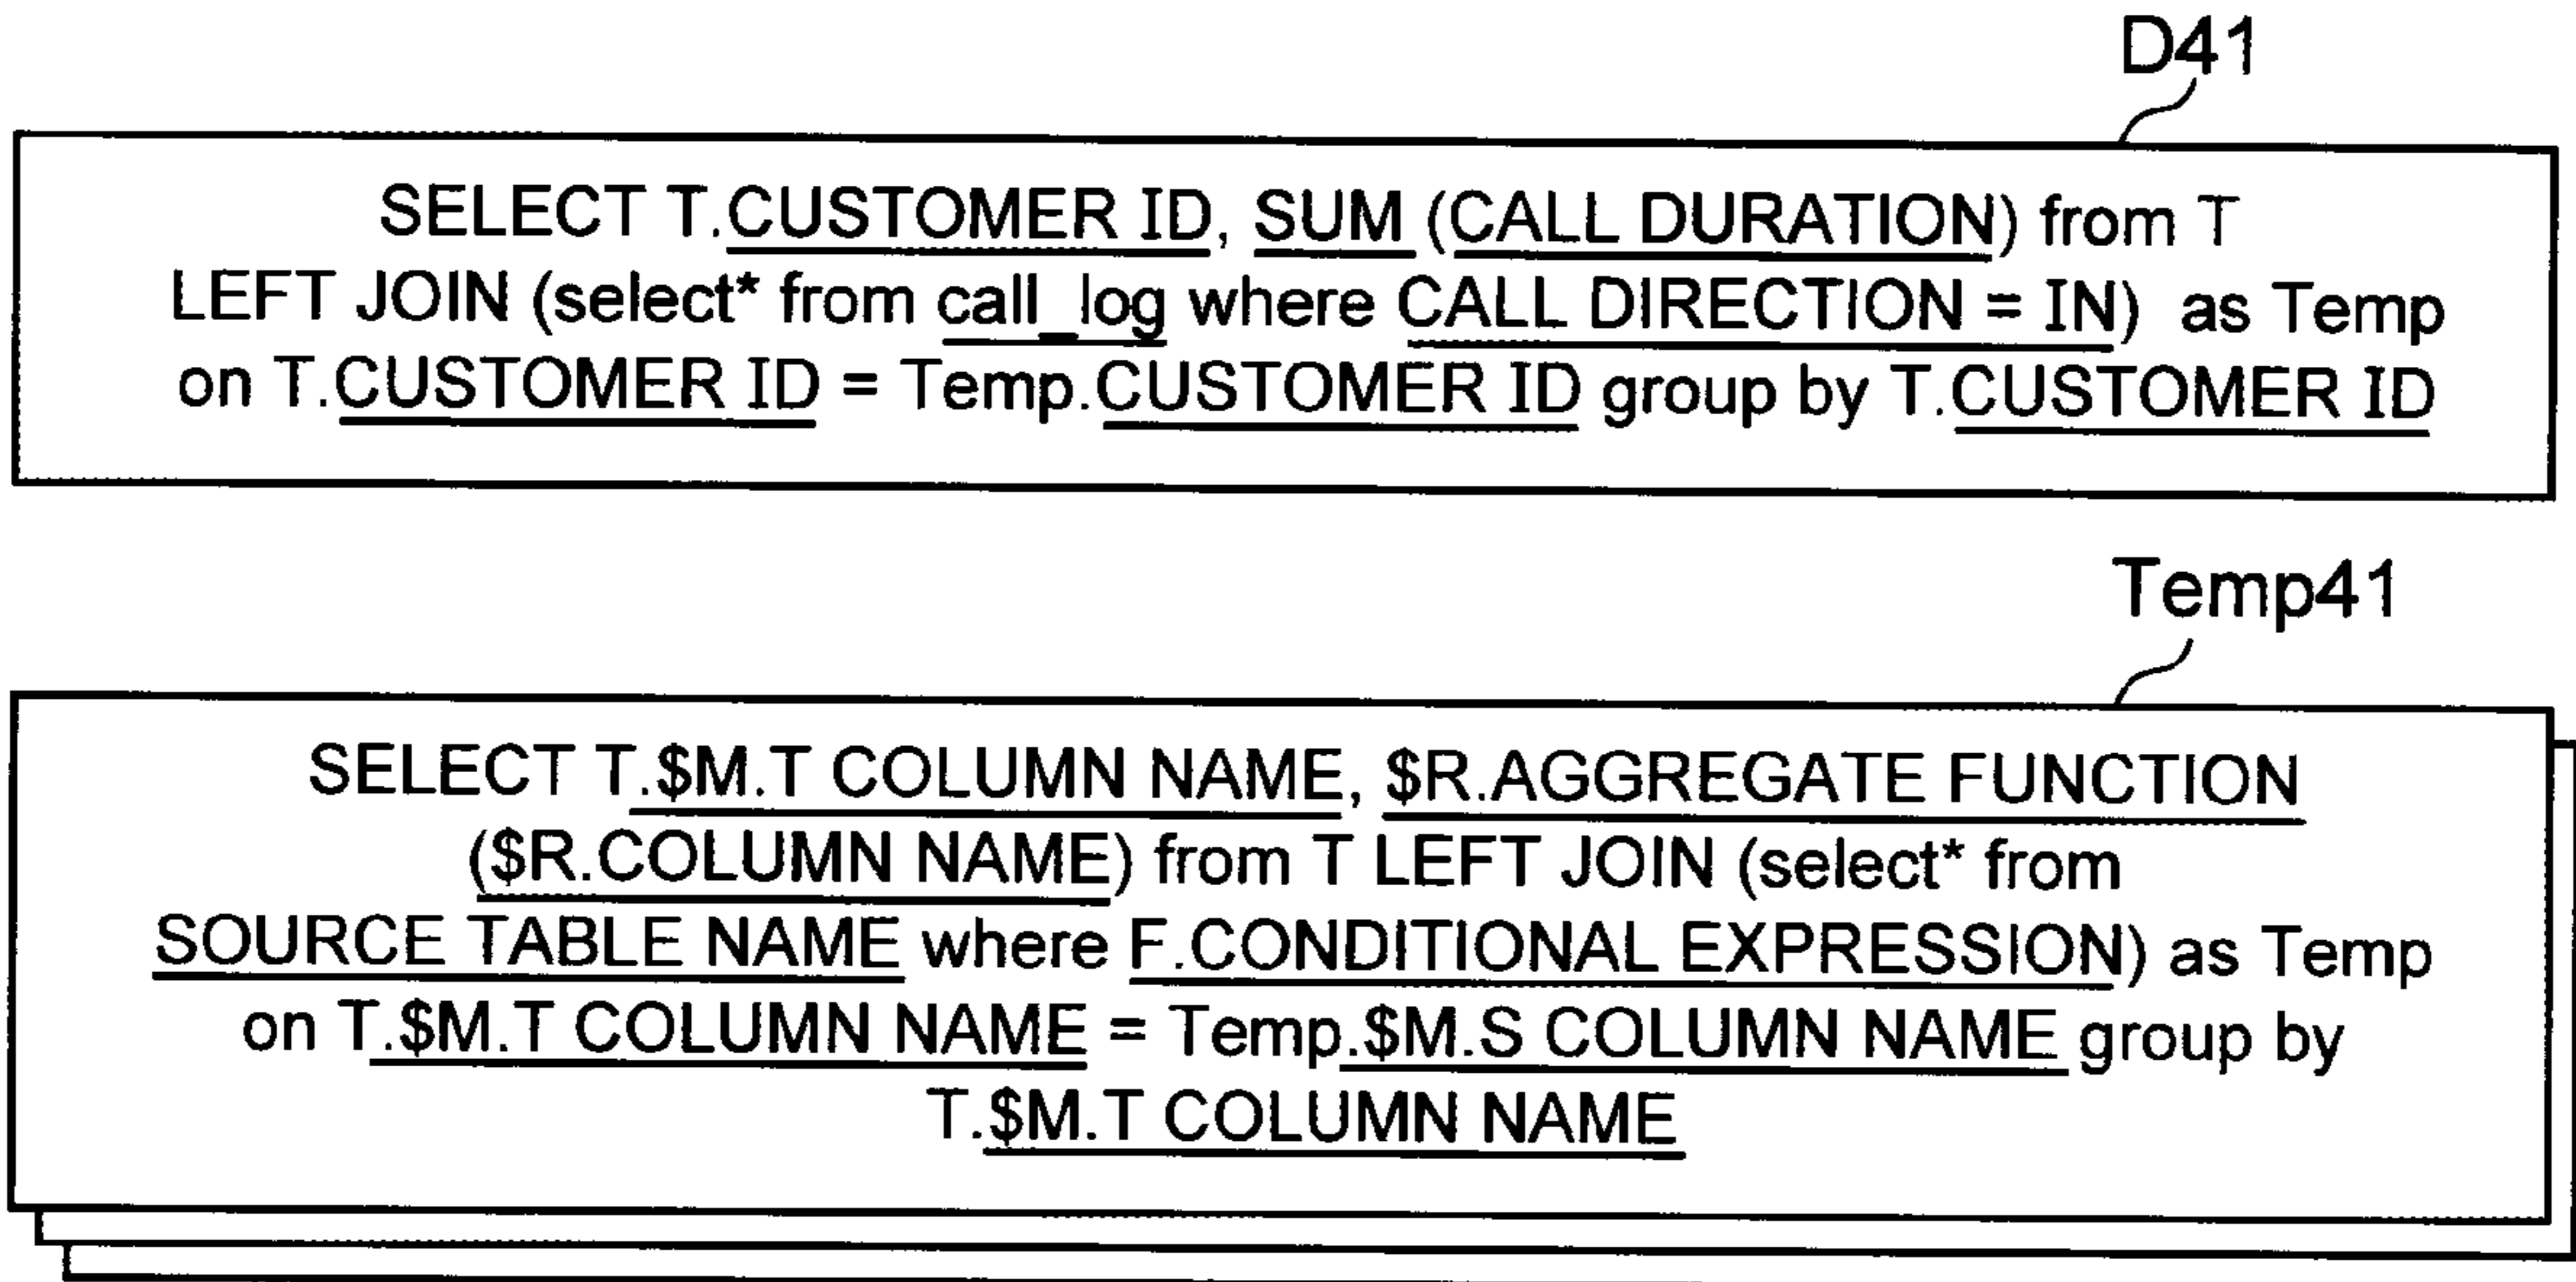 D41
SELECT T.CUSTOMER ID, SUM (CALL DURATION) from T
LEFT JOIN (select* from call_log where CALL DIRECTION = IN) as Temp
on T.CUSTOMER ID = Temp.CUSTOMER ID group by T.CUSTOMER ID
Temp41
SELECT T.$M.T COLUMN NAME, $R.AGGREGATE FUNCTION
($R.COLUMN NAME) from T LEFT JOIN (select* from
SOURCE TABLE NAME where F.CONDITIONAL EXPRESSION) as Temp
on T.$M.T COLUMN NAME = Temp.$M.S COLUMN NAME group by
T.$M.T COLUMN NAME